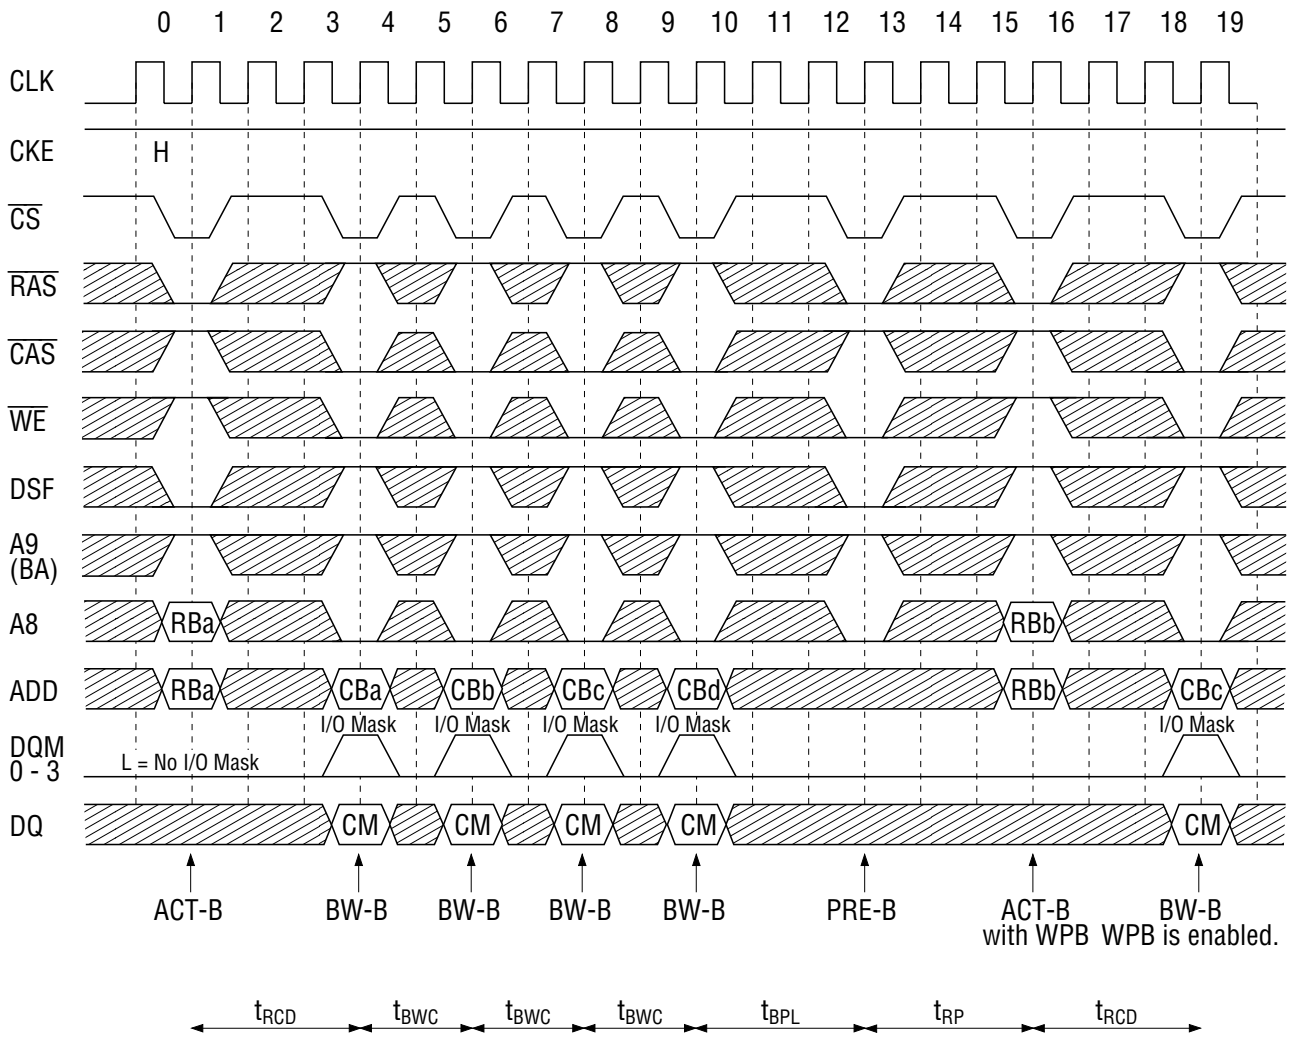 0 1 2 3 4 5 6 7 8 9 10 11 12 13 14 15 16 17 18 19
CLK
CKE H
CS
RAS
CAS
WE
DSF
A9
(BA)
A8 RBa RBb
ADD RBa CBa CBb CBc CBd RBb CBc
I/O Mask I/O Mask I/O Mask I/O Mask I/O Mask
DQM
0 - 3 L = No I/O Mask
DQ CM CM CM CM CM
ACT-B BW-B BW-B BW-B BW-B PRE-B ACT-B BW-B
with WPB WPB is enabled.
tRCD tBWC tBWC tBWC tBPL tRP tRCD